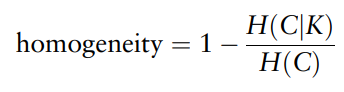 homogeneity = 1 − H(C|K) / H(C)